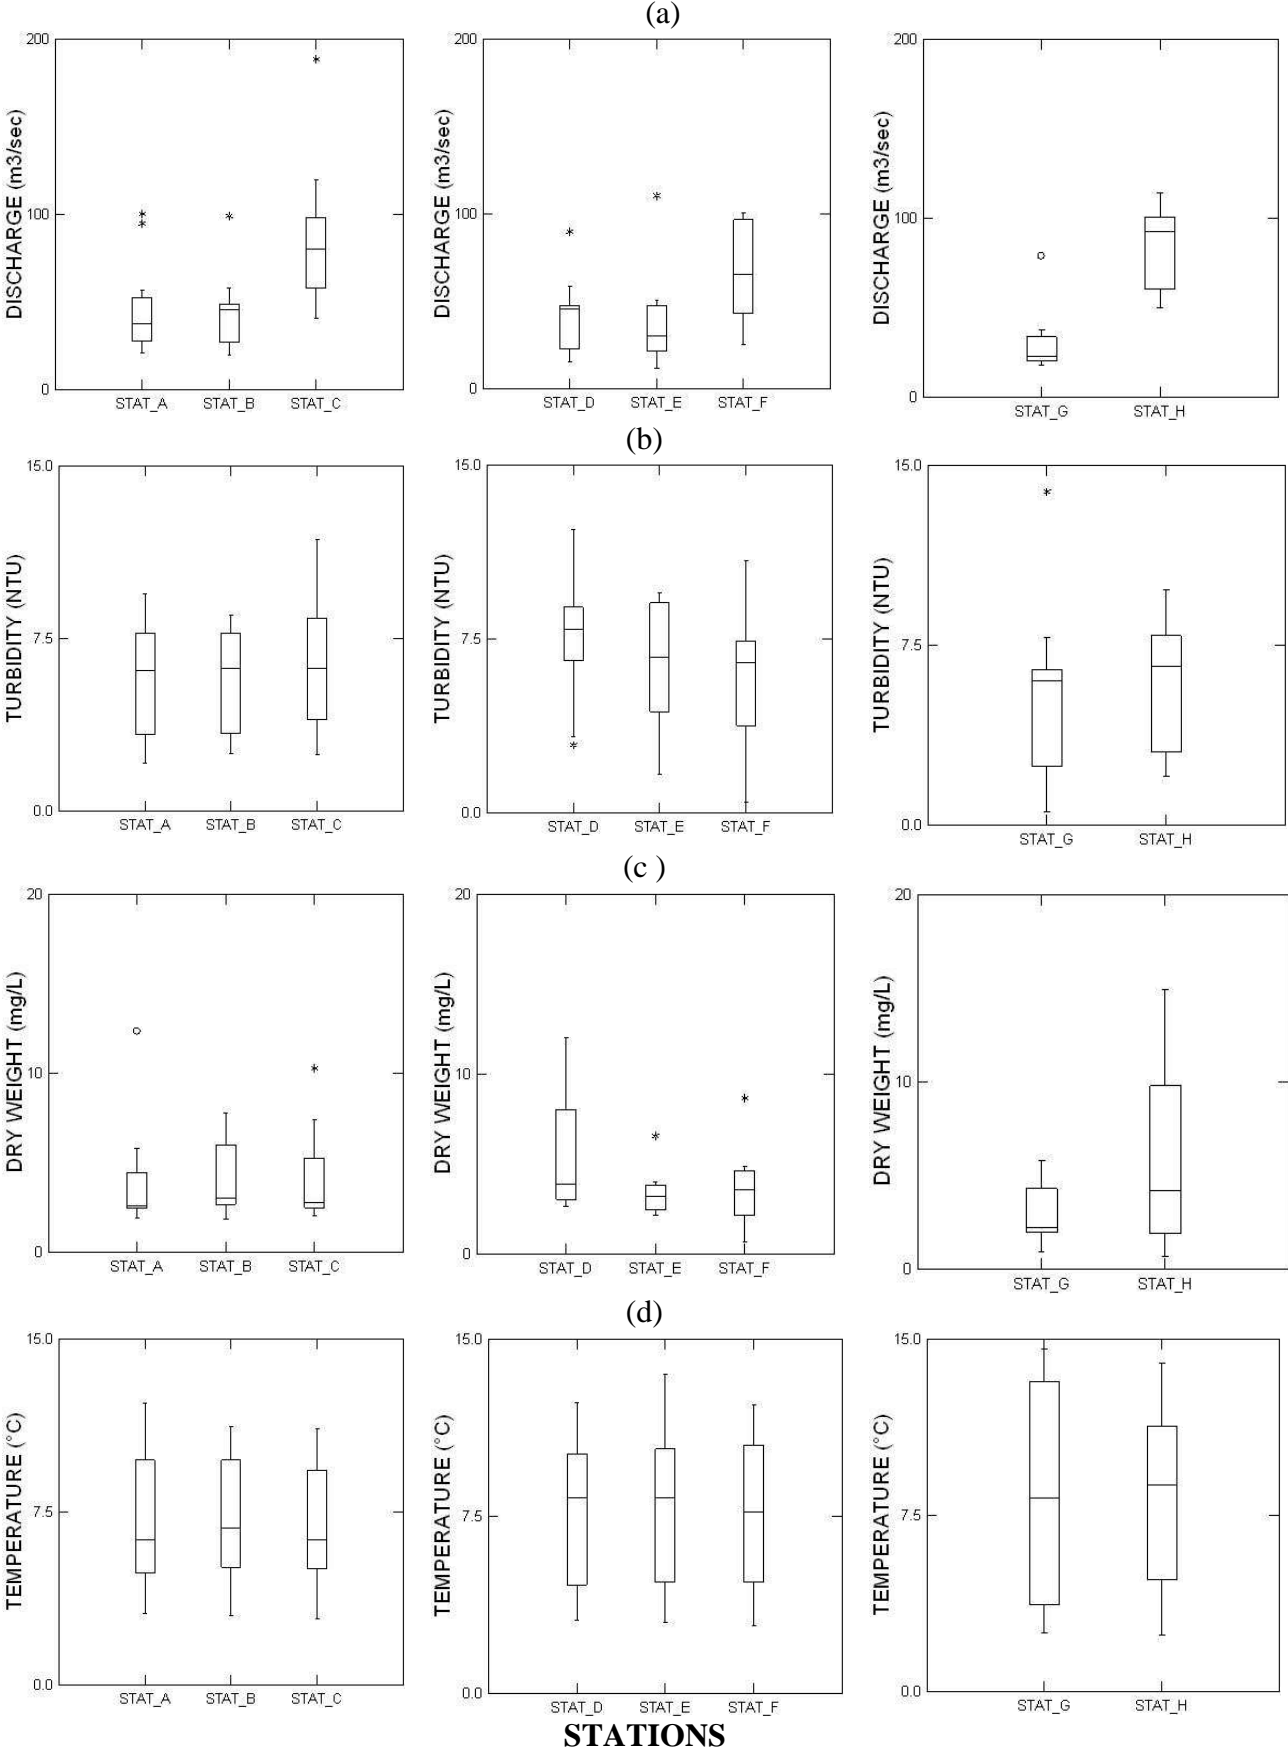 (a)
DISCHARGE (m3/sec)
200
100
0
STAT_A STAT_B STAT_C
DISCHARGE (m3/sec)
200
100
0
STAT_D STAT_E STAT_F
DISCHARGE (m3/sec)
200
100
0
STAT_G STAT_H
(b)
TURBIDITY (NTU)
15.0
7.5
0.0
STAT_A STAT_B STAT_C
TURBIDITY (NTU)
15.0
7.5
0.0
STAT_D STAT_E STAT_F
TURBIDITY (NTU)
15.0
7.5
0.0
STAT_G STAT_H
(c )
DRY WEIGHT (mg/L)
20
10
0
STAT_A STAT_B STAT_C
DRY WEIGHT (mg/L)
20
10
0
STAT_D STAT_E STAT_F
DRY WEIGHT (mg/L)
20
10
0
STAT_G STAT_H
(d)
TEMPERATURE (°C)
15.0
7.5
0.0
STAT_A STAT_B STAT_C
TEMPERATURE (°C)
15.0
7.5
0.0
STAT_D STAT_E STAT_F
TEMPERATURE (°C)
15.0
7.5
0.0
STAT_G STAT_H
STATIONS